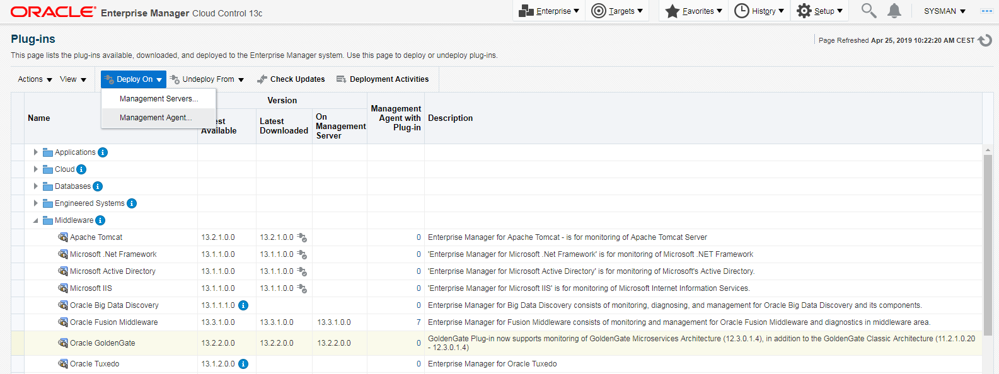 ORACLE® Enterprise Manager Cloud Control 13c Enterprise Targets Favorites History Setup SYSMAN
Plug-ins
Page Refreshed Apr 25, 2019 10:22:20 AM CEST
This page lists the plug-ins available, downloaded, and deployed to the Enterprise Manager system. Use this page to deploy or undeploy plug-ins.
Actions View Deploy On Undeploy From Check Updates Deployment Activities
Management Servers...
Management Agent...
Name
Version
Available
Latest
Downloaded
On
Management
Server
Management
Agent with
Plug-in
Description
Applications
Cloud
Databases
Engineered Systems
Middleware
Apache Tomcat 13.2.1.0.0 13.2.1.0.0 0 Enterprise Manager for Apache Tomcat - is for monitoring of Apache Tomcat Server
Microsoft .Net Framework 13.1.1.0.0 13.1.1.0.0 0 'Enterprise Manager for Microsoft .Net Framework' is for monitoring of Microsoft .NET Framework
Microsoft Active Directory 13.1.1.0.0 13.1.1.0.0 0 'Enterprise Manager for Microsoft Active Directory' is for monitoring of Microsoft's Active Directory.
Microsoft IIS 13.1.1.0.0 13.1.1.0.0 0 'Enterprise Manager for Microsoft IIS' is for monitoring of Microsoft Internet Information Services.
Oracle Big Data Discovery 13.1.1.1.0 0 Enterprise Manager for Big Data Discovery consists of monitoring, diagnosing, and management for Oracle Big Data Discovery and its components.
Oracle Fusion Middleware 13.3.1.0.0 13.3.1.0.0 13.3.1.0.0 7 Enterprise Manager for Fusion Middleware consists of monitoring and management for Oracle Fusion Middleware and diagnostics in middleware area.
Oracle GoldenGate 13.2.2.0.0 13.2.2.0.0 13.2.2.0.0 0 GoldenGate Plug-in now supports monitoring of GoldenGate Microservices Architecture (12.3.0.1.4), in addition to the GoldenGate Classic Architecture (11.2.1.0.20
- 12.3.0.1.4)
Oracle Tuxedo 13.1.2.0.0 0 Enterprise Manager for Oracle Tuxedo